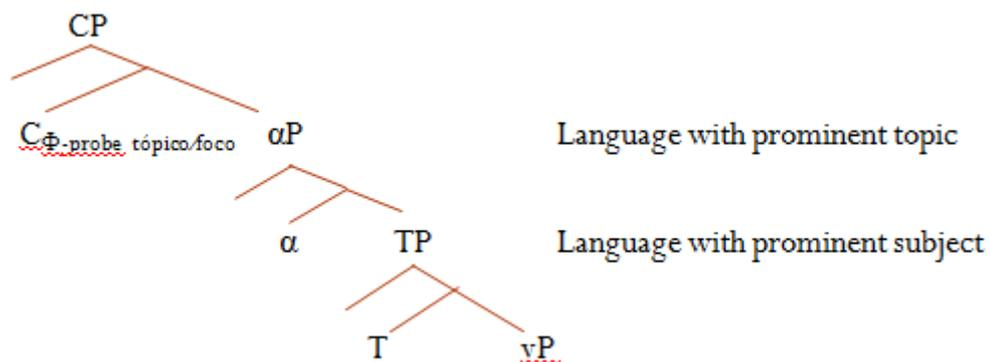 CP
CΦ-probe tópico/foco αP Language with prominent topic
α TP Language with prominent subject
T vP